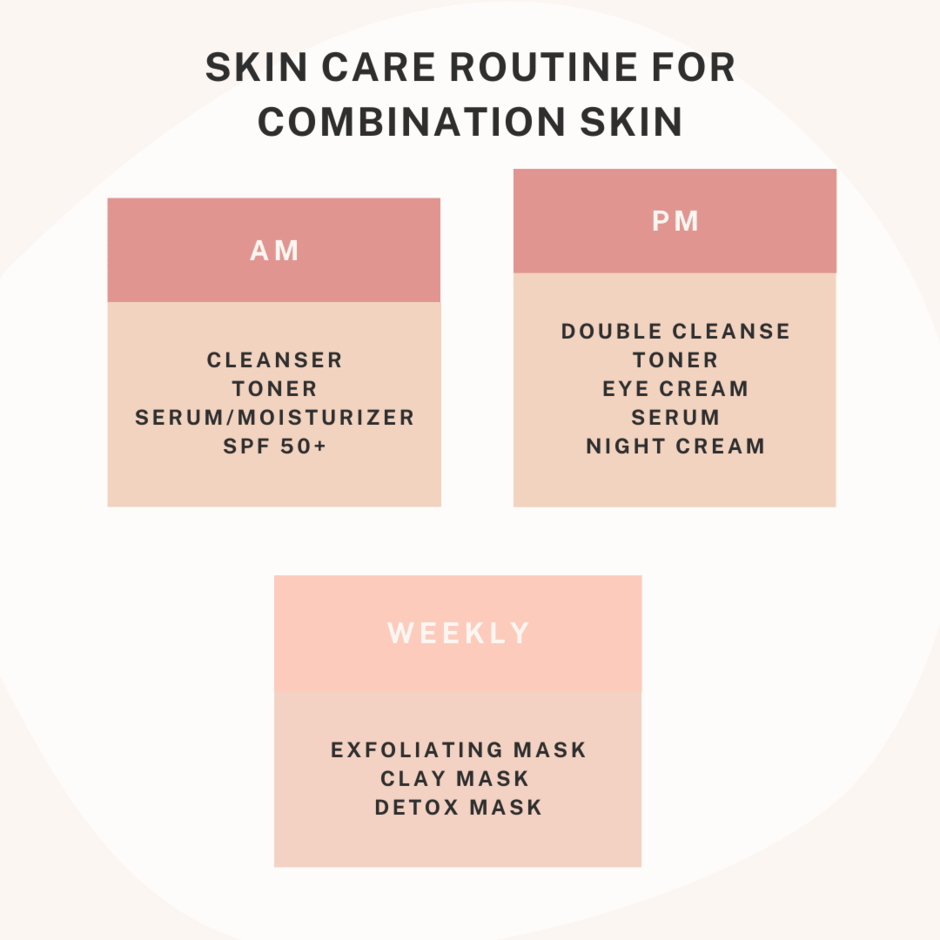 SKIN CARE ROUTINE FOR
COMBINATION SKIN
AM
CLEANSER
TONER
SERUM/MOISTURIZER
SPF 50+
PM
DOUBLE CLEANSE
TONER
EYE CREAM
SERUM
NIGHT CREAM
WEEKLY
EXFOLIATING MASK
CLAY MASK
DETOX MASK